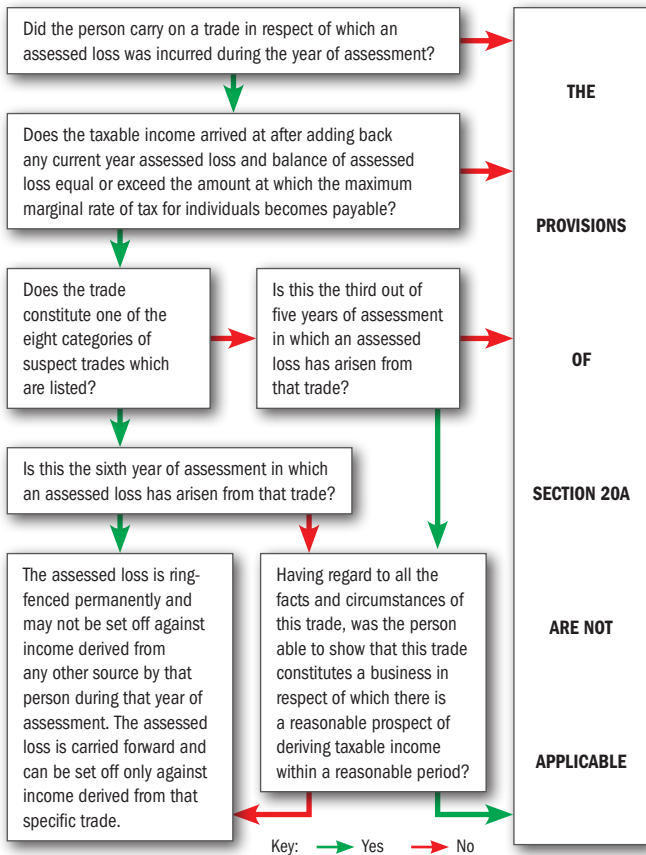 Did the person carry on a trade in respect of which an
assessed loss was incurred during the year of assessment?
Does the taxable income arrived at after adding back
any current year assessed loss and balance of assessed
loss equal or exceed the amount at which the maximum
marginal rate of tax for individuals becomes payable?
Does the trade
constitute one of the
eight categories of
suspect trades which
are listed?
Is this the third out of
five years of assessment
in which an assessed
loss has arisen from
that trade?
Is this the sixth year of assessment in which
an assessed loss has arisen from that trade?
The assessed loss is ring-
fenced permanently and
may not be set off against
income derived from
any other source by that
person during that year of
assessment. The assessed
loss is carried forward and
can be set off only against
income derived from that
specific trade.
Having regard to all the
facts and circumstances of
this trade, was the person
able to show that this trade
constitutes a business in
respect of which there is
a reasonable prospect of
deriving taxable income
within a reasonable period?
THE
PROVISIONS
OF
SECTION 20A
ARE NOT
APPLICABLE
Key: Yes No